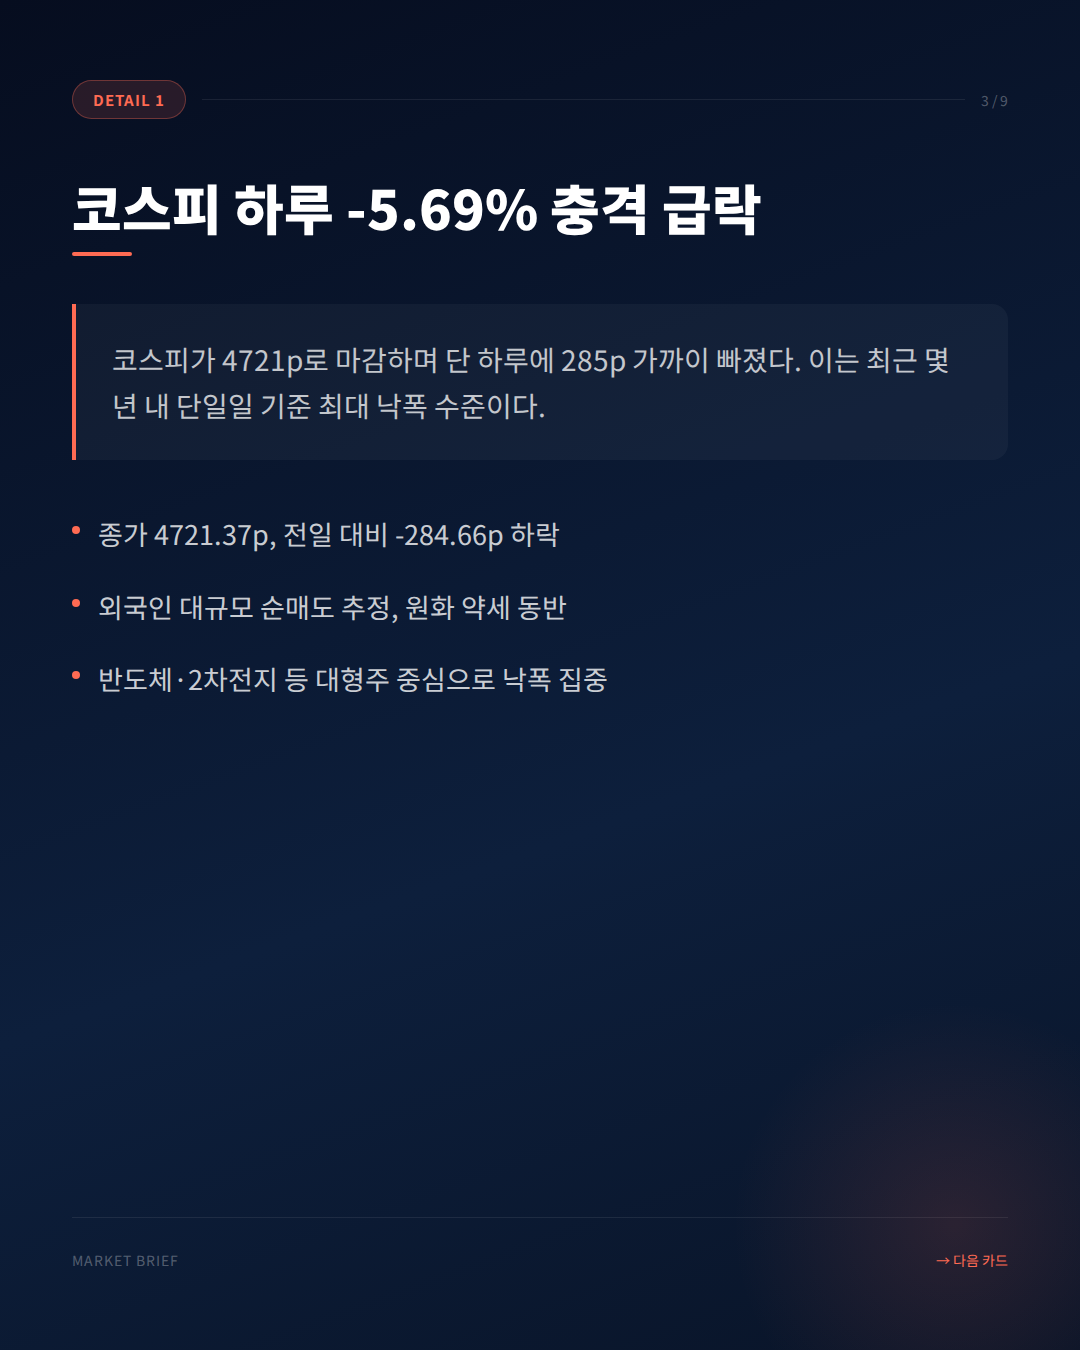 DETAIL 1
3 / 9
코스피 하루 -5.69% 충격 급락
코스피가 4721p로 마감하며 단 하루에 285p 가까이 빠졌다. 이는 최근 몇
년 내 단일일 기준 최대 낙폭 수준이다.
종가 4721.37p, 전일 대비 -284.66p 하락
외국인 대규모 순매도 추정, 원화 약세 동반
반도체·2차전지 등 대형주 중심으로 낙폭 집중
MARKET BRIEF
→ 다음 카드